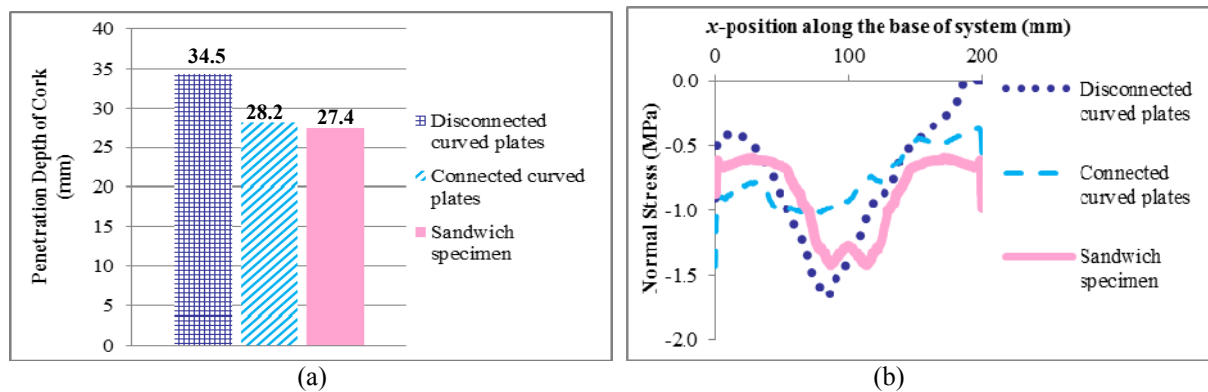 40
35
30
25
20
15
10
5
0
Penetration Depth of Cork
(mm)
34.5
28.2
27.4
Disconnected
curved plates
Connected curved
plates
Sandwich
specimen
(a)
x-position along the base of system (mm)
0 100 200
0.0
-0.5
-1.0
-1.5
-2.0
Normal Stress (MPa)
Disconnected
curved plates
Connected
curved plates
Sandwich
specimen
(b)